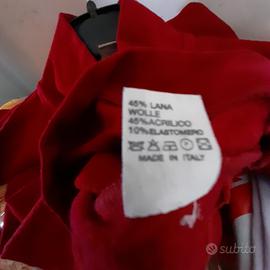 45% LANA
WOLLE
45% ACRILICO
10% ELASTOMERO
MADE IN ITALY
subito